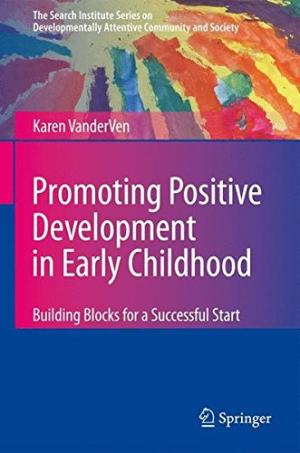 The Search Institute Series on
Developmentally Attentive Community and Society
Karen VanderVen
Promoting Positive
Development
in Early Childhood
Building Blocks for a Successful Start
Springer